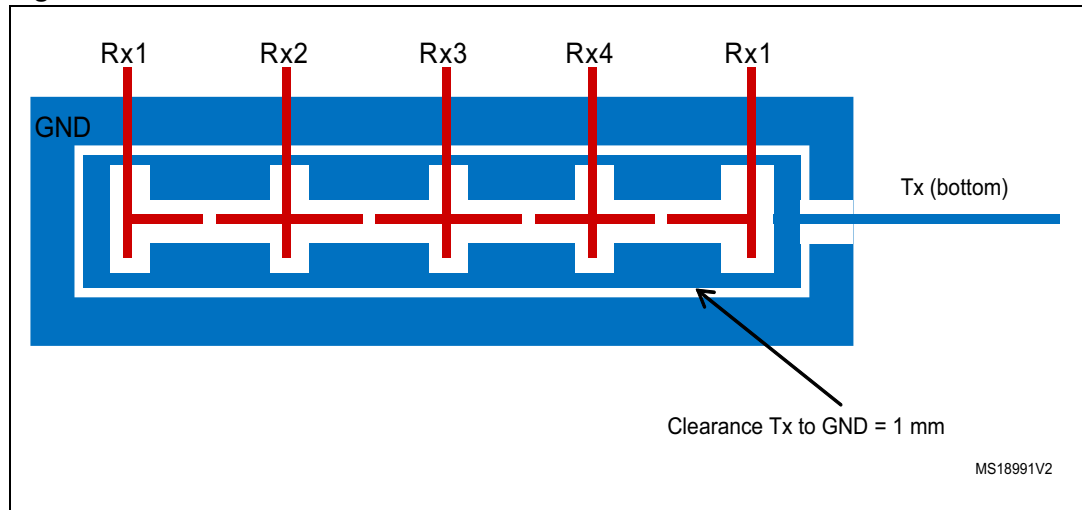 Rx1 Rx2 Rx3 Rx4 Rx1
GND
Tx (bottom)
Clearance Tx to GND = 1 mm
MS18991V2